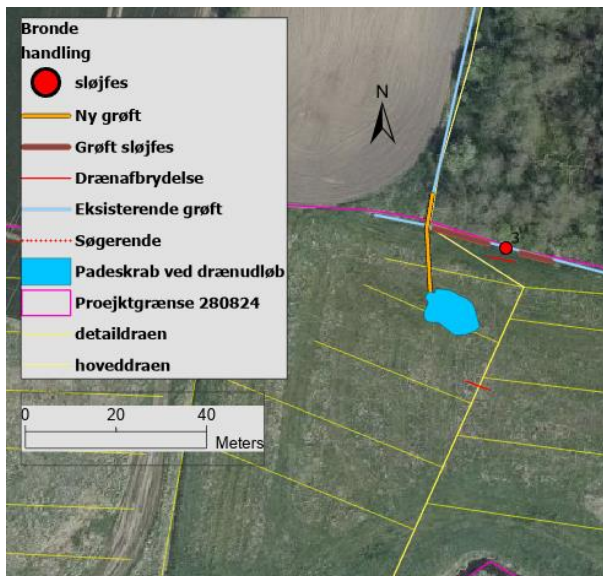 Bronde
handling
sløjfes
Ny grøft
Grøft sløjfes
Drænafbrydelse
Eksisterende grøft
Søgerende
Padeskrab ved drænudløb
Proejktgrænse 280824
detaildraen
hoveddraen
0 20 40
Meters
N
3